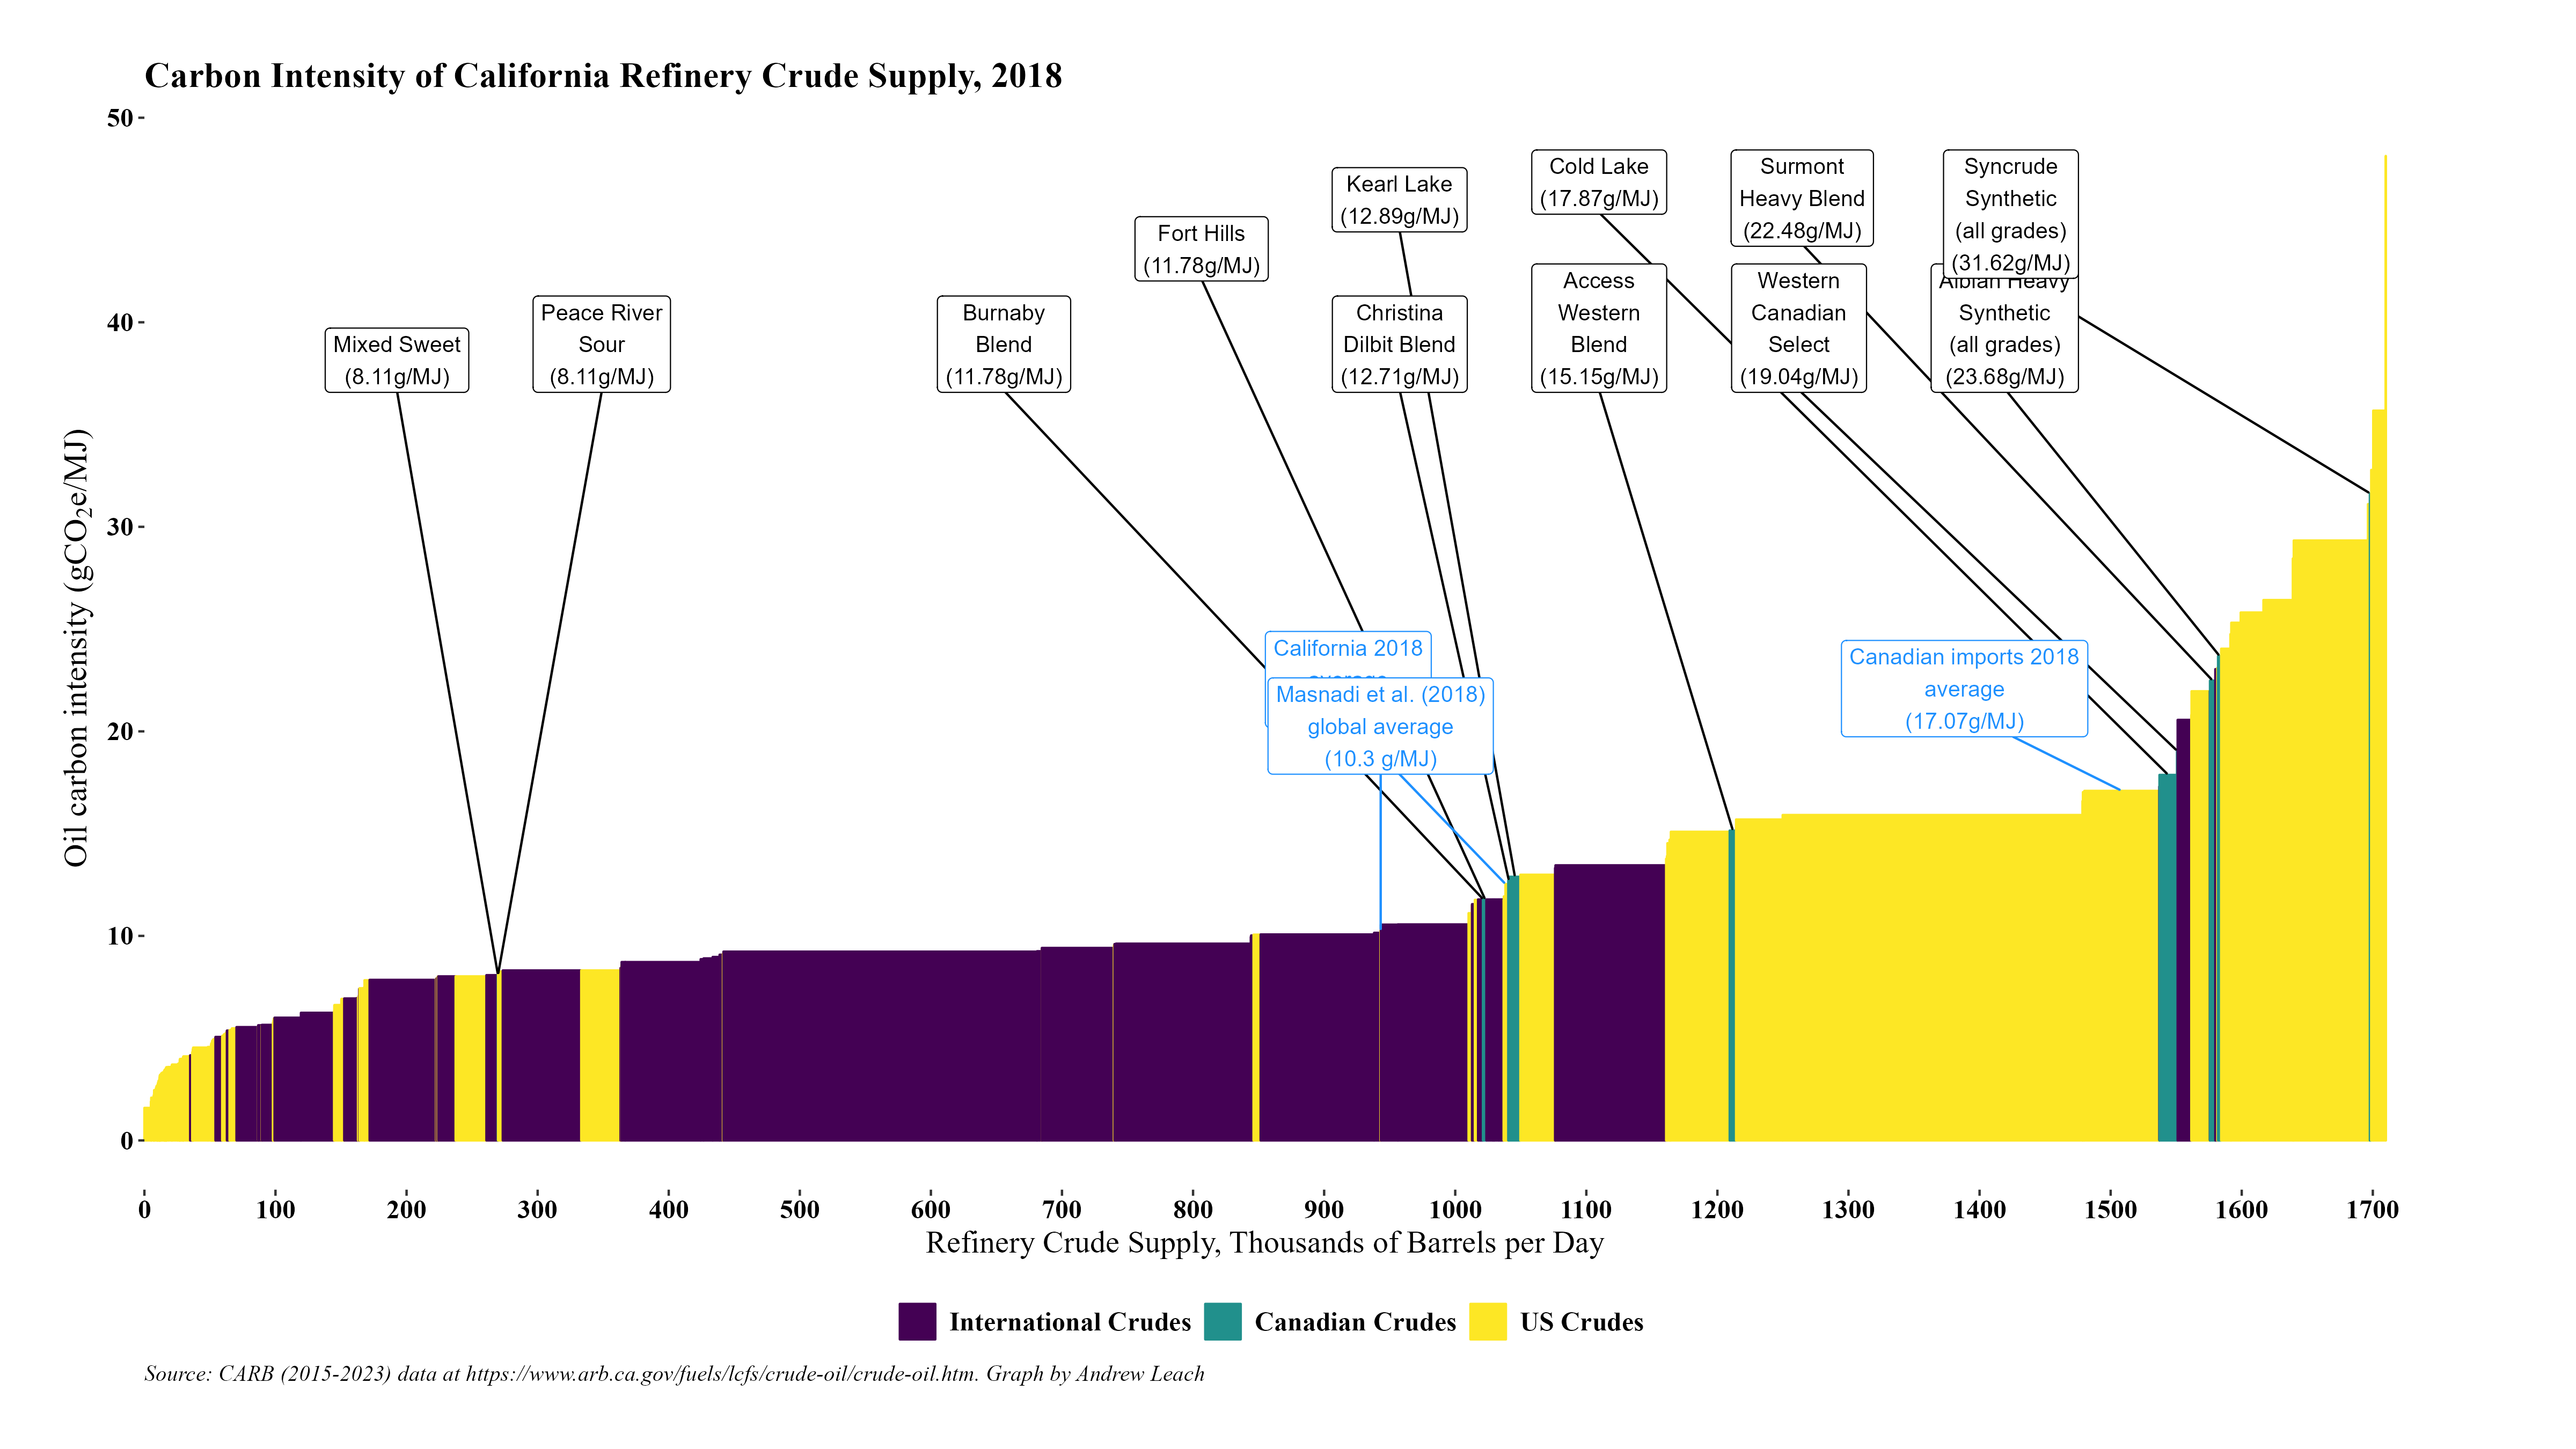 Carbon Intensity of California Refinery Crude Supply, 2018
50
40
30
20
10
0
Oil carbon intensity (gCO₂e/MJ)
Mixed Sweet
(8.11g/MJ)
Peace River
Sour
(8.11g/MJ)
Burnaby
Blend
(11.78g/MJ)
Fort Hills
(11.78g/MJ)
Kearl Lake
(12.89g/MJ)
Christina
Dilbit Blend
(12.71g/MJ)
Cold Lake
(17.87g/MJ)
Access
Western
Blend
(15.15g/MJ)
Surmont
Heavy Blend
(22.48g/MJ)
Western
Canadian
Select
(19.04g/MJ)
Syncrude
Synthetic
(all grades)
(31.62g/MJ)
Albian Heavy
Synthetic
(all grades)
(23.68g/MJ)
California 2018
average
Masnadi et al. (2018)
global average
(10.3 g/MJ)
Canadian imports 2018
average
(17.07g/MJ)
0 100 200 300 400 500 600 700 800 900 1000 1100 1200 1300 1400 1500 1600 1700
Refinery Crude Supply, Thousands of Barrels per Day
International Crudes Canadian Crudes US Crudes
Source: CARB (2015-2023) data at https://www.arb.ca.gov/fuels/lcfs/crude-oil/crude-oil.htm. Graph by Andrew Leach